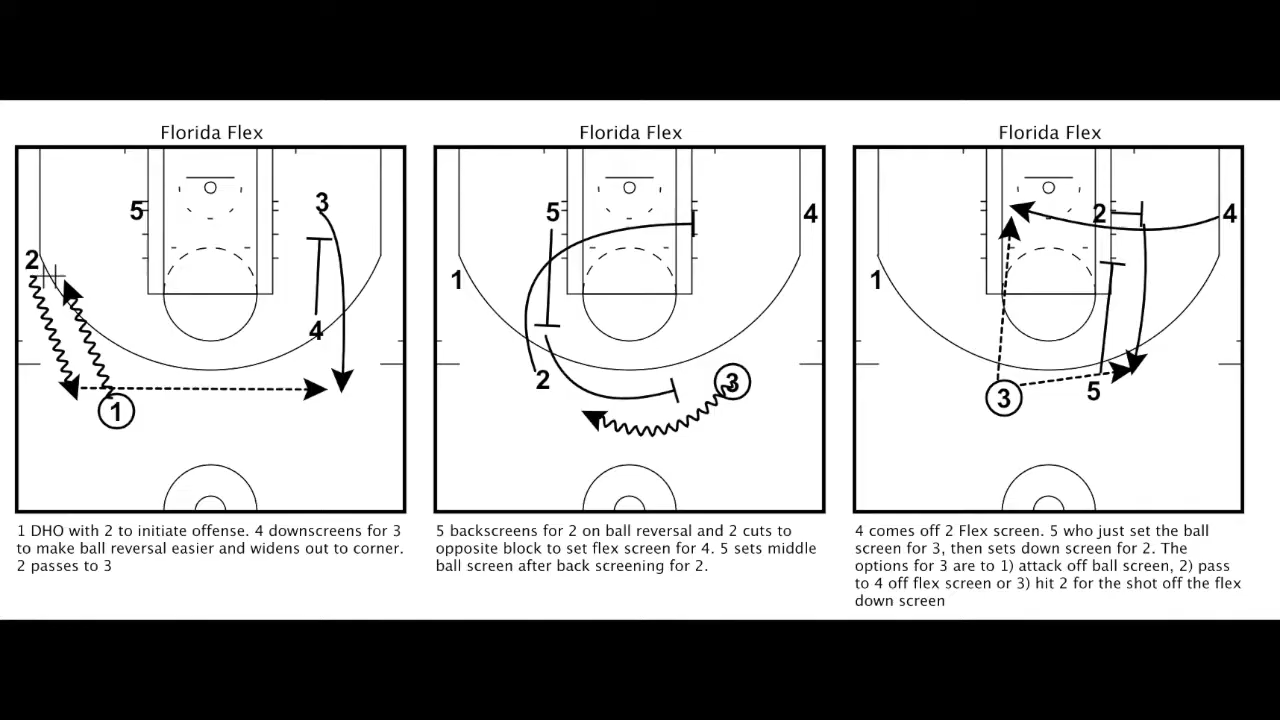 Florida Flex
5
3
2
4
1
1 DHO with 2 to initiate offense. 4 downscreens for 3
to make ball reversal easier and widens out to corner.
2 passes to 3
Florida Flex
5
4
1
2
3
5 backscreens for 2 on ball reversal and 2 cuts to
opposite block to set flex screen for 4. 5 sets middle
ball screen after back screening for 2.
Florida Flex
2
4
1
3
5
4 comes off 2 Flex screen. 5 who just set the ball
screen for 3, then sets down screen for 2. The
options for 3 are to 1) attack off ball screen, 2) pass
to 4 off flex screen or 3) hit 2 for the shot off the flex
down screen